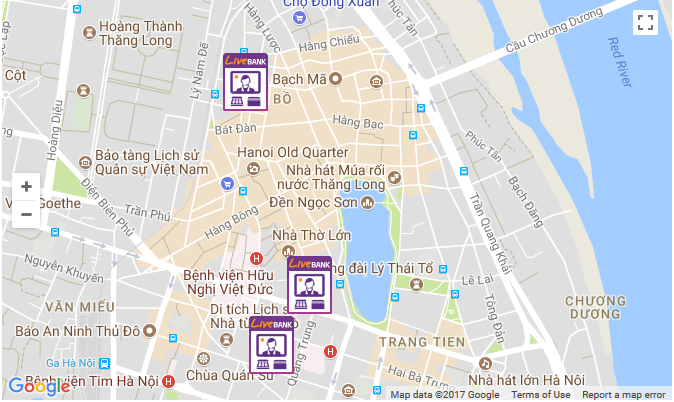 Chợ Đồng Xuân
Hoàng Thành
Thăng Long
Hàng Lược
Hàng Chiếu
Cầu Chương Dương
Red River
Cột
Lý Nam Đế
LiveBANK
Bạch Mã
BỒ
Hoàng Diệu
Bát Đàn
Hàng Bạc
Phúc Tân
Bảo tàng Lịch sử
Quân sự Việt Nam
Hanoi Old Quarter
Nhà hát Múa rối
nước Thăng Long
Đền Ngọc Sơn
Bạch Đằng
Điện Biên Phủ
Goethe
Trần Phú
Hàng Bông
Nhà Thờ Lớn
Trần Quang Khải
Nguyễn Khuyến
Bệnh viện Hữu
Nghị Việt Đức
LiveBANK
đài Lý Thái Tổ
Lê Lai
Tông Đản
CHƯƠNG
DƯƠNG
VĂN MIẾU
Di tích Lịch s
Nhà t
LiveBANK
Quang Trung
Báo An Ninh Thủ Đô
TRANG TIEN
Ga Hà Nội
Chùa Quán Sứ
Hai Bà Trưng
Nhà hát lớn Hà Nội
Bệnh viện Tim Hà Nội
Google
Map data ©2017 Google
Terms of Use
Report a map error